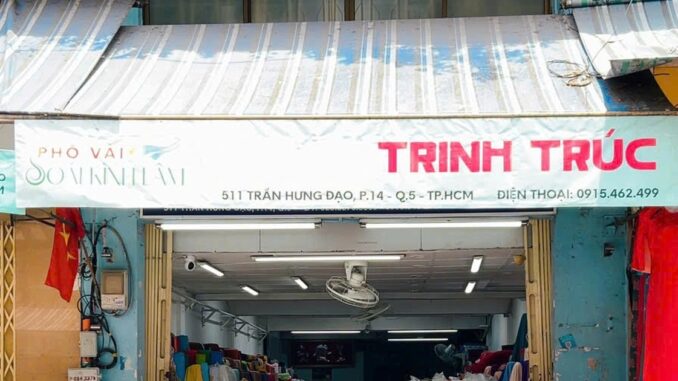 PHỐ VẢI
SOÁI KÌNH LÂM
TRINH TRÚC
511 TRẦN HƯNG ĐẠO, P.14 - Q.5 - TP.HCM ĐIỆN THOẠI: 0915.462.499